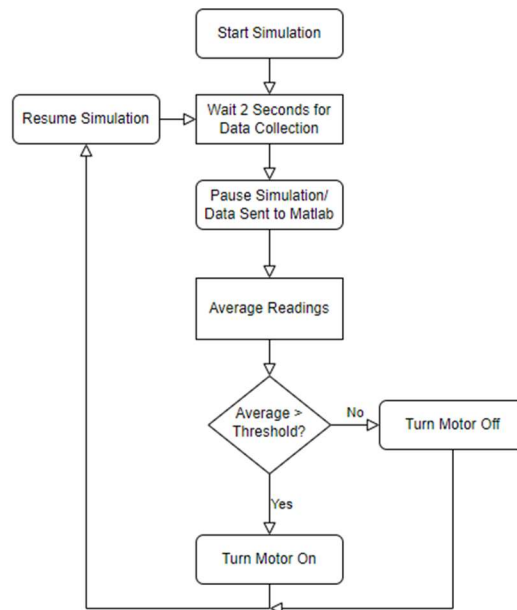 Start Simulation
Resume Simulation
Wait 2 Seconds for
Data Collection
Pause Simulation/
Data Sent to Matlab
Average Readings
Average >
Threshold?
No
Turn Motor Off
Yes
Turn Motor On